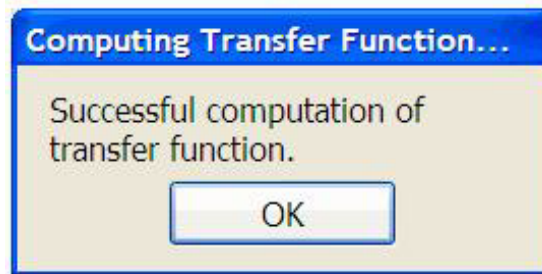 Computing Transfer Function...
Successful computation of
transfer function.
OK